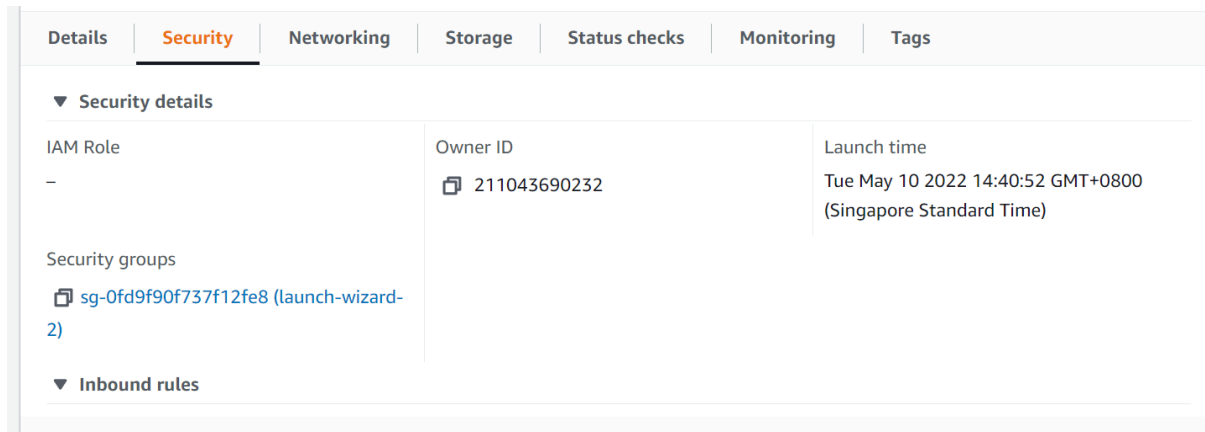 Details Security Networking Storage Status checks Monitoring Tags
Security details
IAM Role
–
Owner ID
211043690232
Launch time
Tue May 10 2022 14:40:52 GMT+0800
(Singapore Standard Time)
Security groups
sg-0fd9f90f737f12fe8 (launch-wizard-
2)
Inbound rules